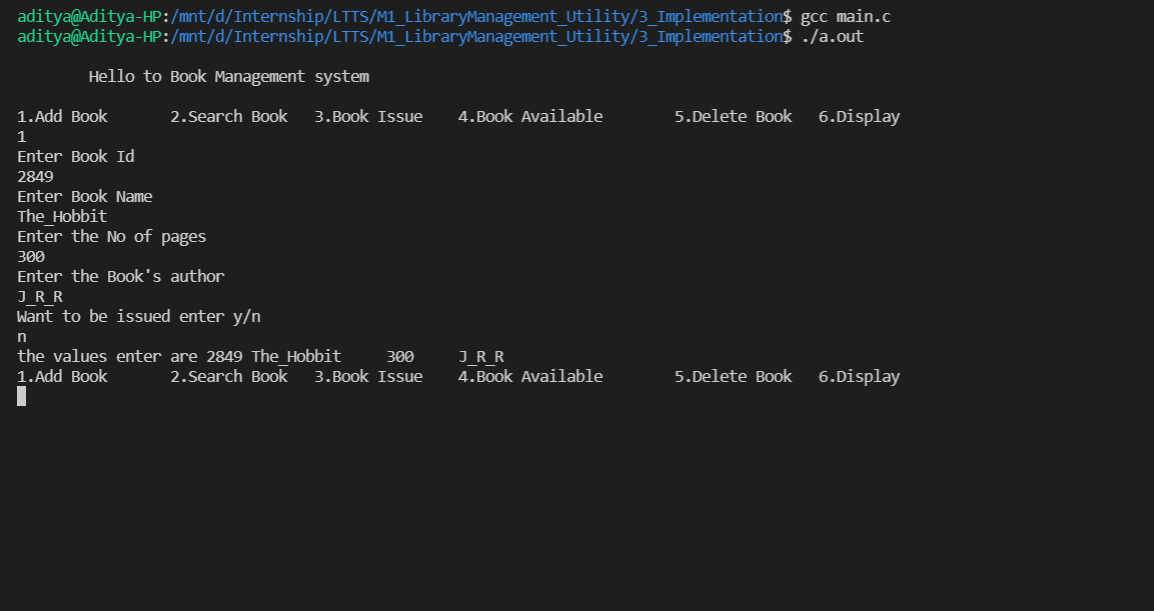 aditya@Aditya-HP:/mnt/d/Internship/LTTS/M1_LibraryManagement_Utility/3_Implementation$ gcc main.c
aditya@Aditya-HP:/mnt/d/Internship/LTTS/M1_LibraryManagement_Utility/3_Implementation$ ./a.out
Hello to Book Management system
1.Add Book 2.Search Book 3.Book Issue 4.Book Available 5.Delete Book 6.Display
1
Enter Book Id
2849
Enter Book Name
The_Hobbit
Enter the No of pages
300
Enter the Book's author
J_R_R
Want to be issued enter y/n
n
the values enter are 2849 The_Hobbit 300 J_R_R
1.Add Book 2.Search Book 3.Book Issue 4.Book Available 5.Delete Book 6.Display